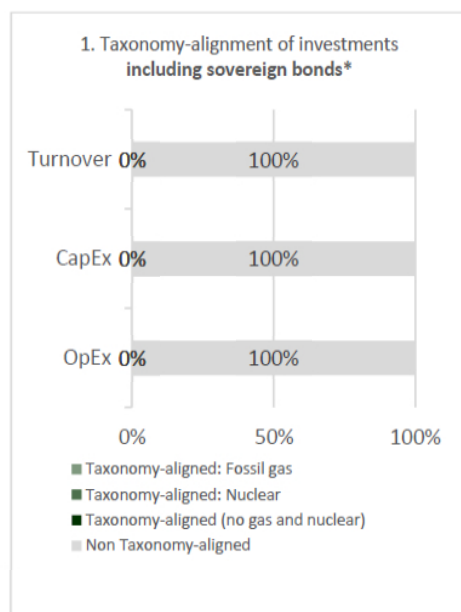 1. Taxonomy-alignment of investments
including sovereign bonds*
Turnover 0% 100%
CapEx 0% 100%
OpEx 0% 100%
0% 50% 100%
Taxonomy-aligned: Fossil gas
Taxonomy-aligned: Nuclear
Taxonomy-aligned (no gas and nuclear)
Non Taxonomy-aligned